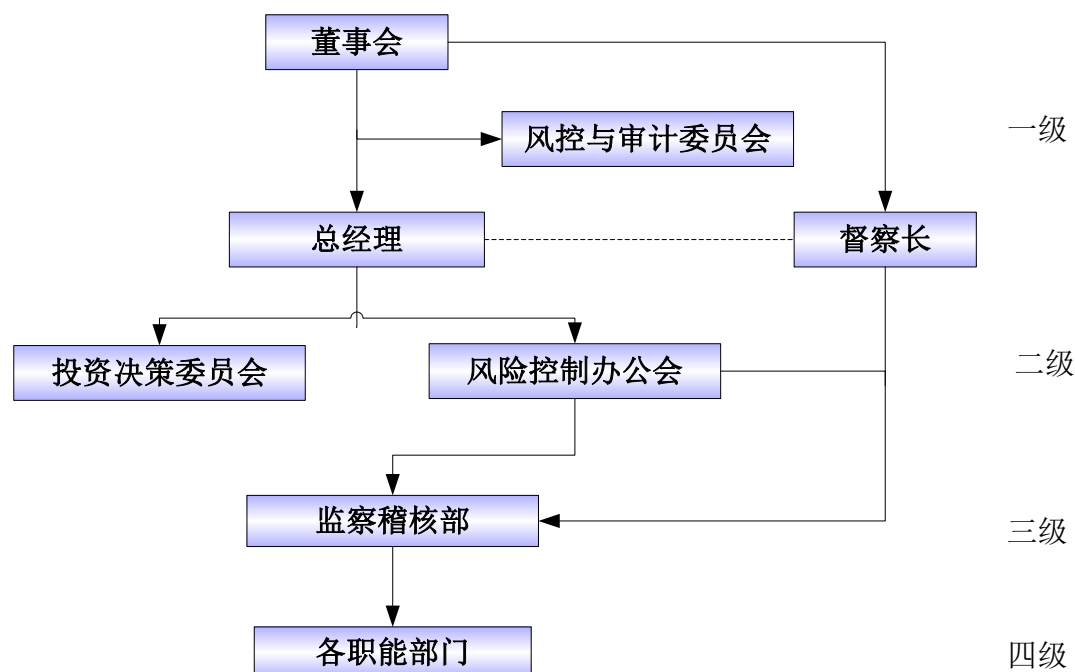 董事会
风控与审计委员会
一级
总经理
督察长
投资决策委员会
风险控制办公会
二级
监察稽核部
三级
各职能部门
四级